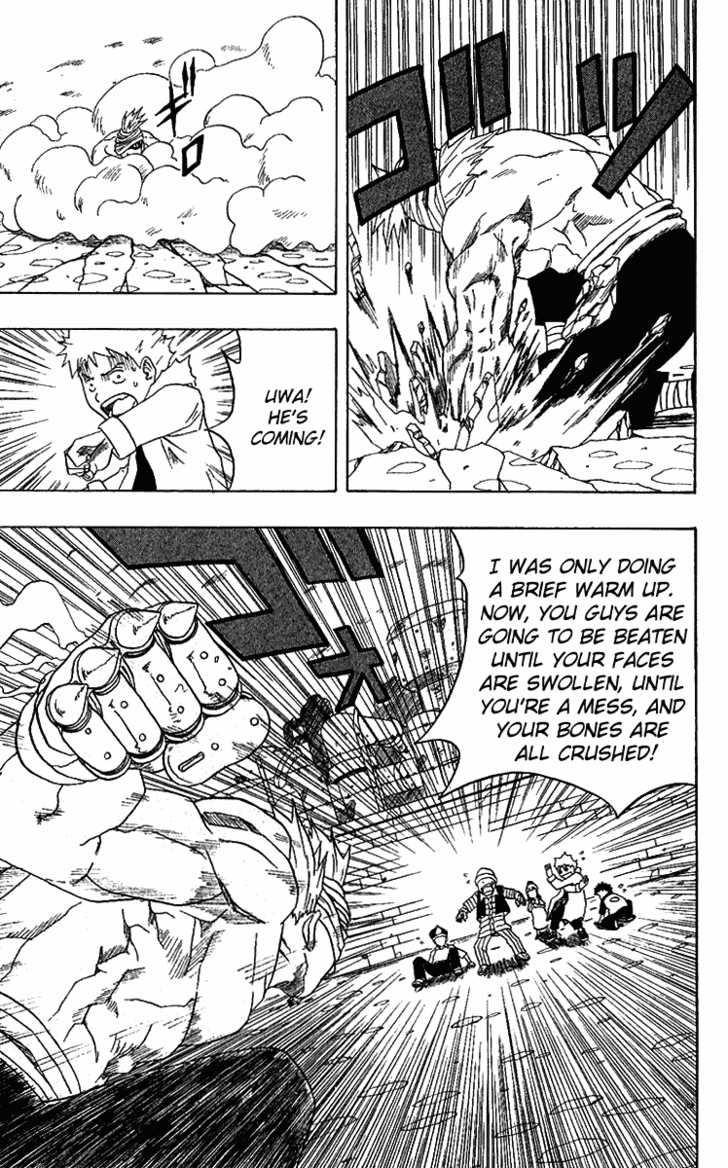 ゴゴッ
ギロ
UWA!
HE'S
COMING!
I WAS ONLY DOING
A BRIEF WARM UP.
NOW, YOU GUYS ARE
GOING TO BE BEATEN
UNTIL YOUR FACES
ARE SWOLLEN, UNTIL
YOU'RE A MESS, AND
YOUR BONES ARE
ALL CRUSHED!